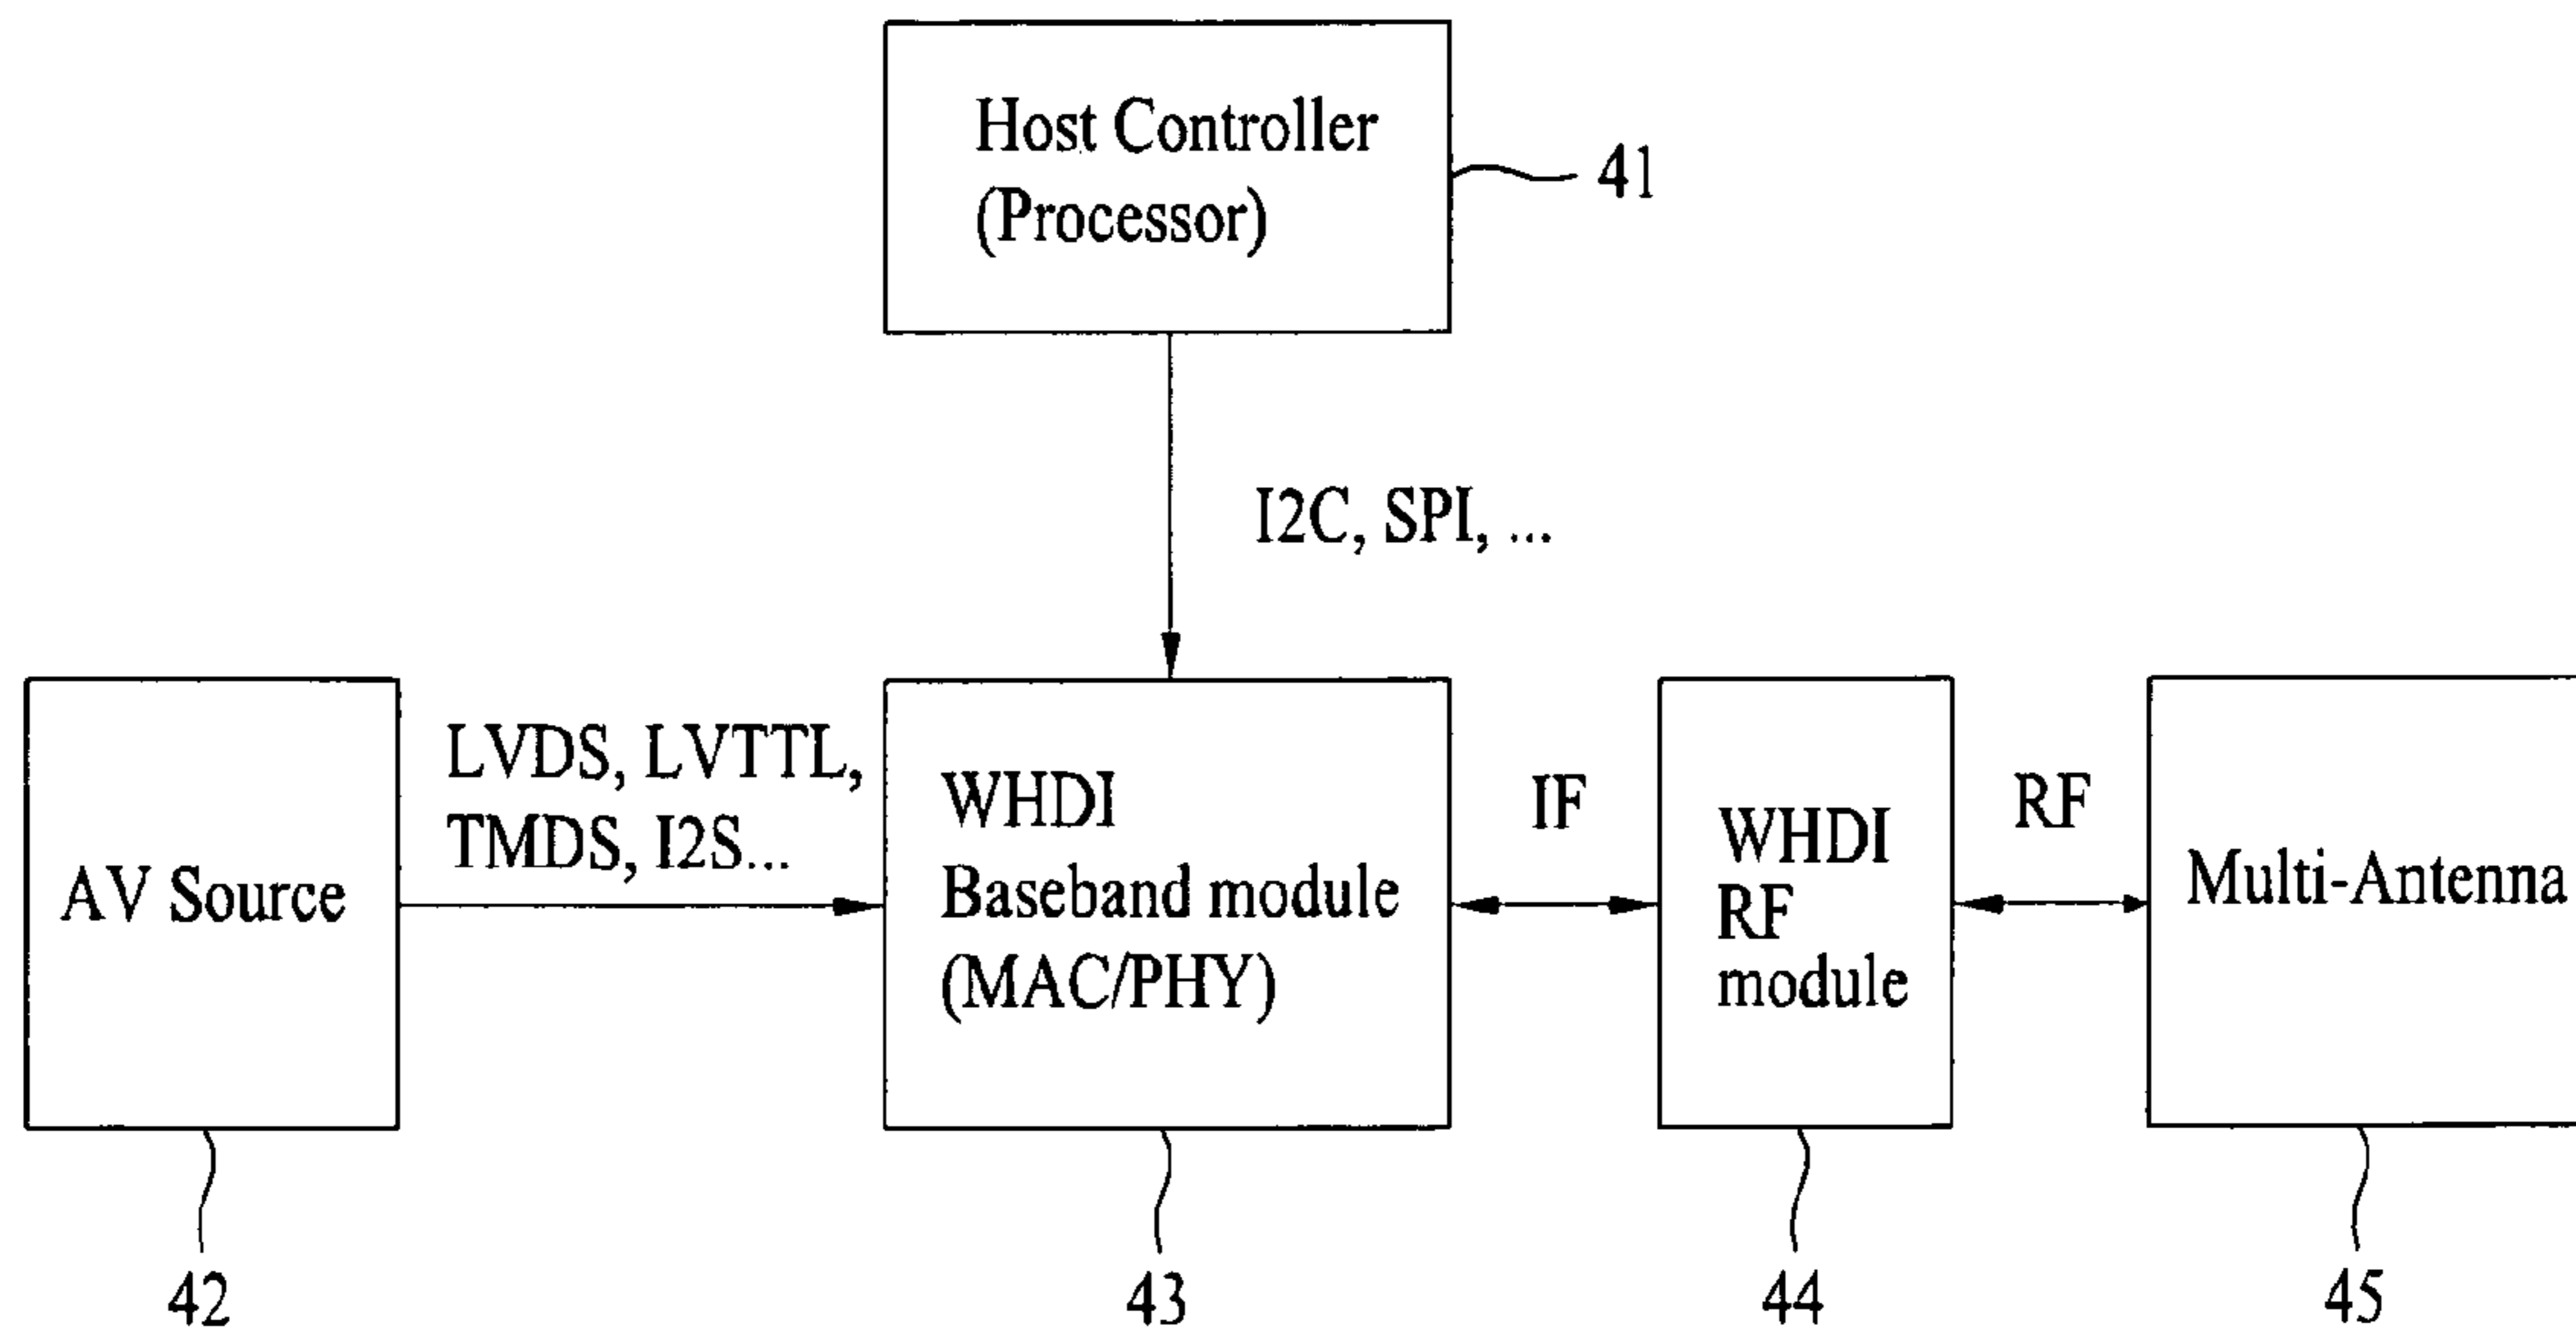 Host Controller
(Processor)
41
I2C, SPI, ...
AV Source
LVDS, LVTTL,
TMDS, I2S...
WHDI
Baseband module
(MAC/PHY)
IF
WHDI
RF
module
RF
Multi-Antenna
42
43
44
45